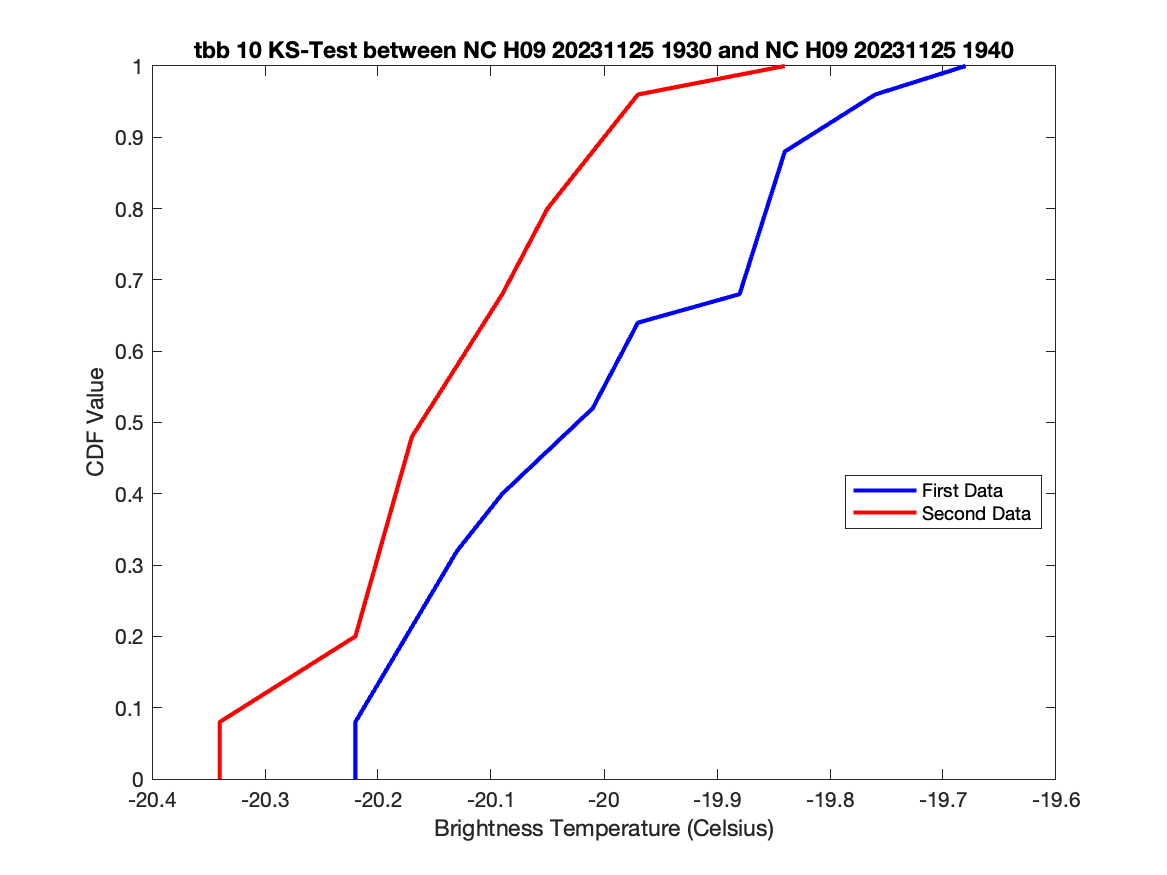 tbb 10 KS-Test between NC H09 20231125 1930 and NC H09 20231125 1940
1
0.9
0.8
0.7
0.6
0.5
0.4
0.3
0.2
0.1
0
CDF Value
First Data
Second Data
-20.4 -20.3 -20.2 -20.1 -20 -19.9 -19.8 -19.7 -19.6
Brightness Temperature (Celsius)